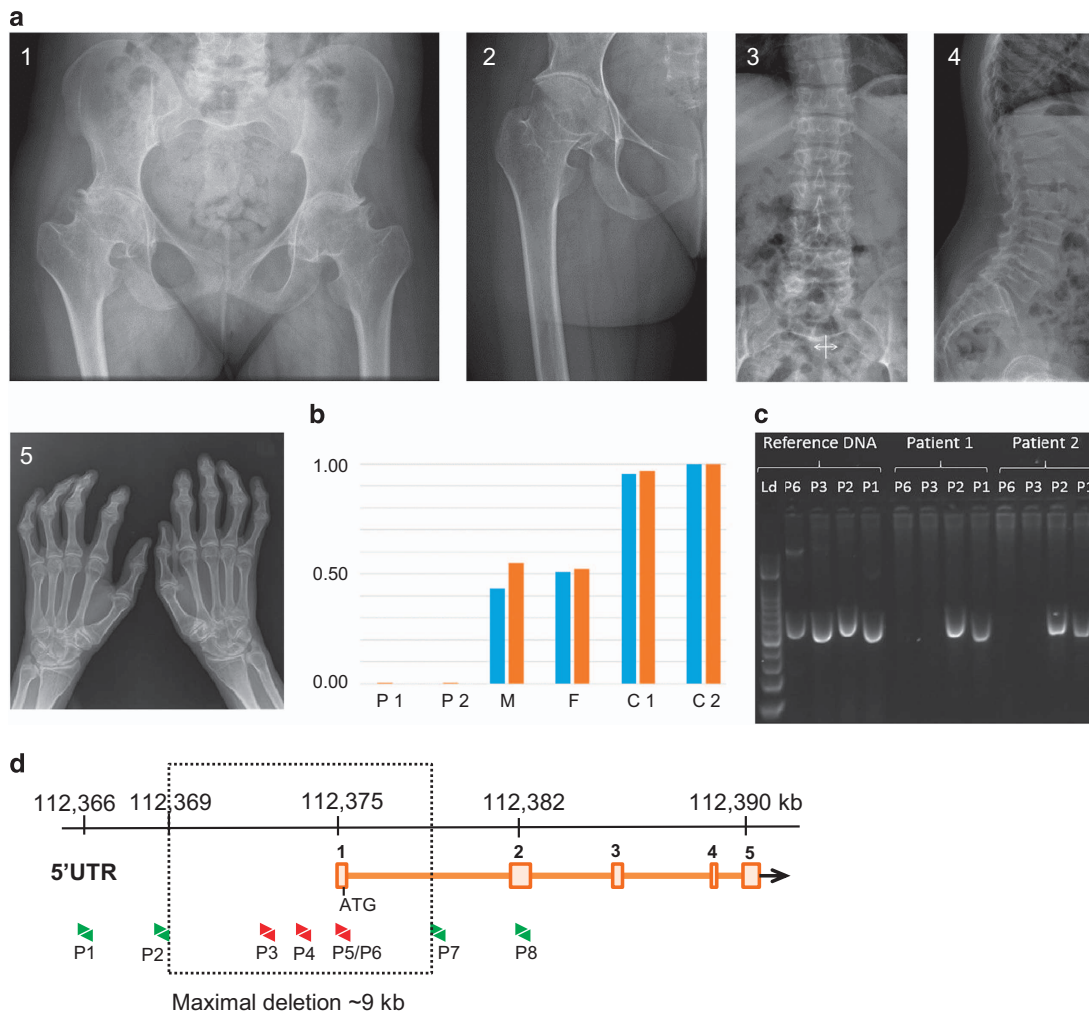 a
1
2
3
4
5
b
1.00
0.50
0.00
P 1
P 2
M
F
C 1
C 2
c
Reference DNA Patient 1 Patient 2
Ld P6 P3 P2 P1 P6 P3 P2 P1 P6 P3 P2 P1
d
112,366 112,369 112,375 112,382 112,390 kb
1 2 3 4 5
5'UTR
ATG
P1 P2 P3 P4 P5/P6 P7 P8
Maximal deletion ~9 kb